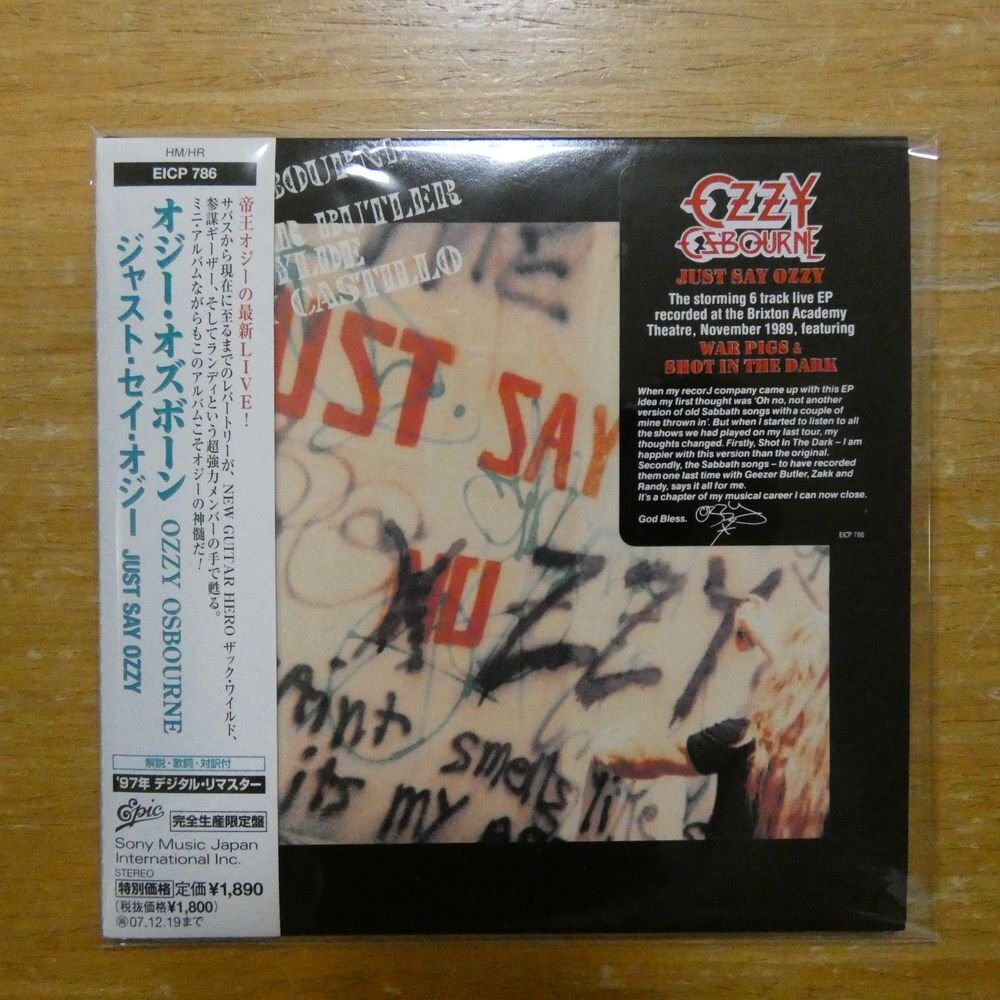 HM/HR
EICP 786
帝王オジーの最新LIVE!
サバスから現在に至るまでのレパートリーが、NEW GUITAR HERO ザック・ワイルド、
参謀ギーザー、そしてランディという超強力メンバーの手で甦る。
ミニ・アルバムながらもこのアルバムこそオジーの神髄だ!
オジー・オズボーン OZZY OSBOURNE
ジャスト・セイ・オジー JUST SAY OZZY
解説・歌詞・対訳付
'97年 デジタル・リマスター
Epic 完全生産限定盤
Sony Music Japan
International Inc.
STEREO
特別価格 定価¥1,890
(税抜価格¥1,800)
再07.12.19まで
BOURNE
R BUTLER
YLDE
CASTILLO
UST SAY
NO
ZZY
smells like
its my
OZZY
OSBOURNE
JUST SAY OZZY
The storming 6 track live EP
recorded at the Brixton Academy
Theatre, November 1989, featuring
WAR PIGS &
SHOT IN THE DARK
When my recorJ company came up with this EP
idea my first thought was 'Oh no, not another
version of old Sabbath songs with a couple of
mine thrown in'. But when I started to listen to all
the shows we had played on my last tour, my
thoughts changed. Firstly, Shot In The Dark – I am
happier with this version than the original.
Secondly, the Sabbath songs – to have recorded
them one last time with Geezer Butler, Zakk and
Randy, says it all for me.
It's a chapter of my musical career I can now close.
God Bless. Ozzy
EICP 786